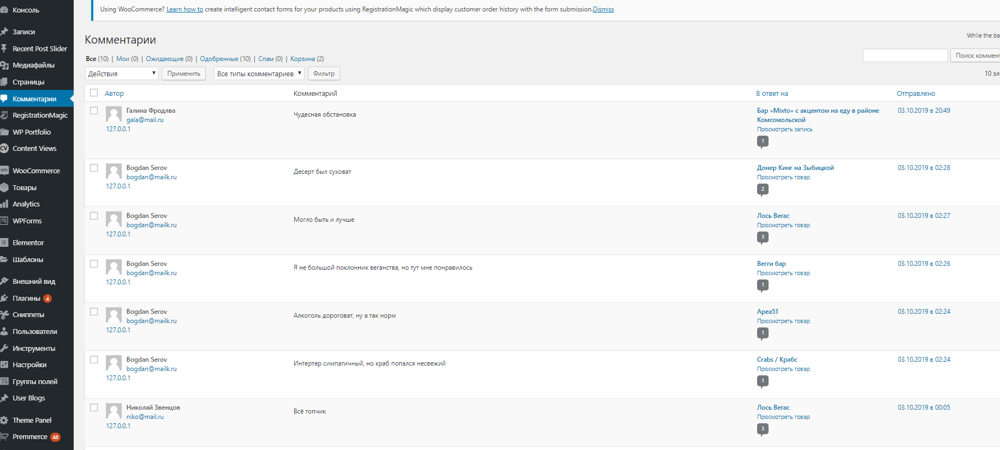 Using WooCommerce? Learn how to create intelligent contact forms for your products using RegistrationMagic which display customer order history with the form submission.Dismiss
Консоль
Записи
Recent Post Slider
Медиафайлы
Страницы
Комментарии
RegistrationMagic
WP Portfolio
CV Content Views
Woo WooCommerce
Товары
Analytics
WPForms
Elementor
Шаблоны
Внешний вид
Плагины 4
Сниппеты
Пользователи
Инструменты
Настройки
Группы полей
User Blogs
Theme Panel
Premmerce 48
Комментарии
While the ba
Все (10) | Мои (0) | Ожидающие (0) | Одобренные (10) | Спам (0) | Корзина (2)
Поиск коммент
Действия Применить Все типы комментариев Фильтр
10 эл
Автор Комментарий В ответ на Отправлено
Галина Фродлва
gala@mail.ru
127.0.0.1
Чудесная обстановка
Бар «Mixto» с акцентом на еду в районе
Комсомольской
Просмотреть запись
1
03.10.2019 в 20:49
Bogdan Serov
bogdan@mailk.ru
127.0.0.1
Десерт был суховат
Донер Кинг на Зыбицкой
Просмотреть товар
2
03.10.2019 в 02:28
Bogdan Serov
bogdan@mailk.ru
127.0.0.1
Могло быть и лучше
Лось Вегас
Просмотреть товар
3
03.10.2019 в 02:27
Bogdan Serov
bogdan@mailk.ru
127.0.0.1
Я не большой поклонник веганства, но тут мне понравилось
Вегги бар
Просмотреть товар
1
03.10.2019 в 02:26
Bogdan Serov
bogdan@mailk.ru
127.0.0.1
Алкоголь дороговат, ну а так норм
Ареа51
Просмотреть товар
1
03.10.2019 в 02:24
Bogdan Serov
bogdan@mailk.ru
127.0.0.1
Интертер симпатичный, но краб попался несвежий
Crabs / Крабс
Просмотреть товар
1
03.10.2019 в 02:24
Николай Звенцов
niko@mail.ru
127.0.0.1
Всё топчик
Лось Вегас
Просмотреть товар
3
03.10.2019 в 00:05